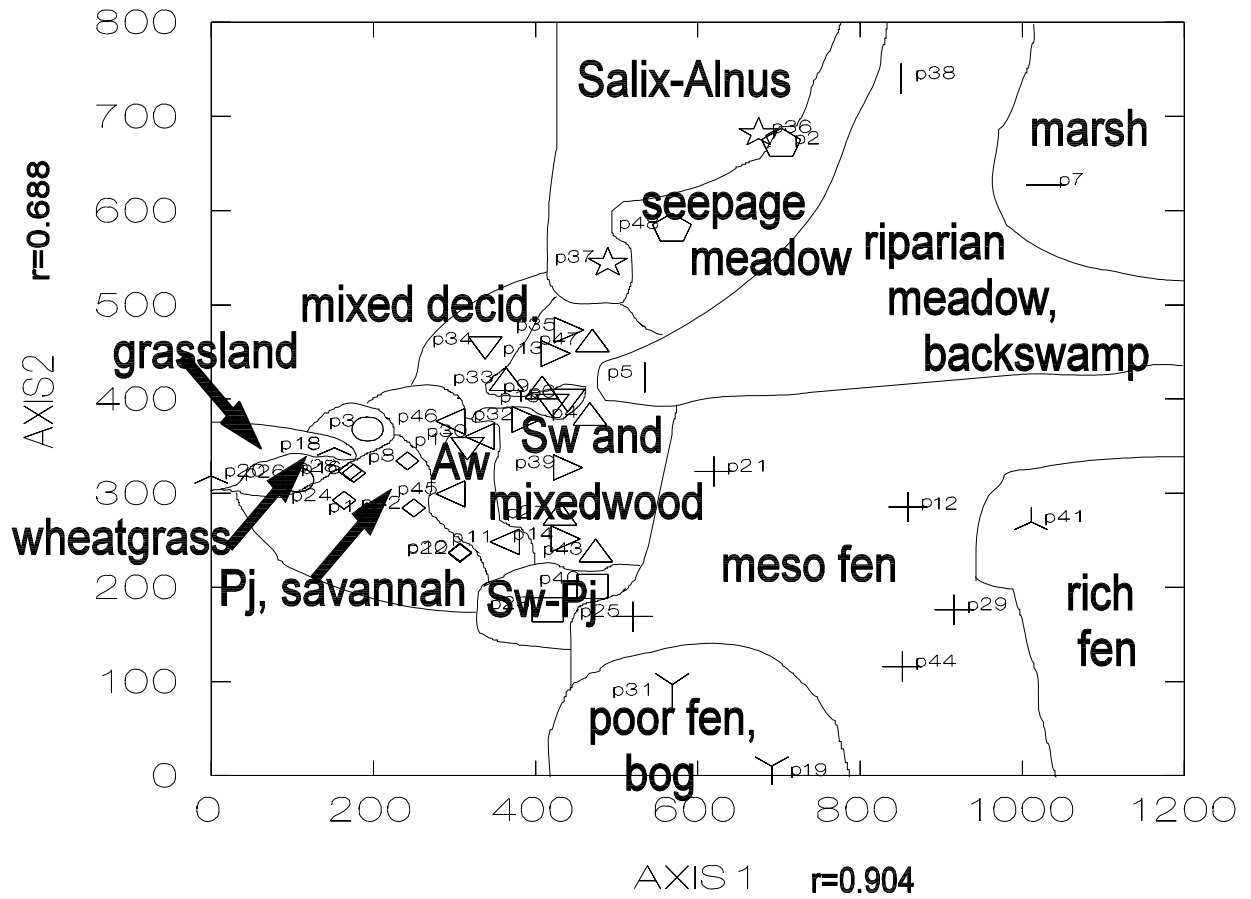 800
Salix-Alnus
p38
p36
p2
700
marsh
p7
600
seepage
p48
riparian
p37
meadow
r=0.688
500
mixed decid.
meadow,
p35
p47
p34
p13
grassland
backswamp
p5
p33
p9
400
AXIS2
p3
p46
p32
p4
Sw and
p18
p8
Aw
p39
p21
300
p24
p45
mixedwood
p12
p41
p1
wheatgrass
p11
p14
p43
meso fen
200
Pj, savannah
p40
Sw-Pj
p25
p29
rich
fen
p44
100
p31
poor fen,
bog
p19
0
0 200 400 600 800 1000 1200
AXIS 1 r=0.904